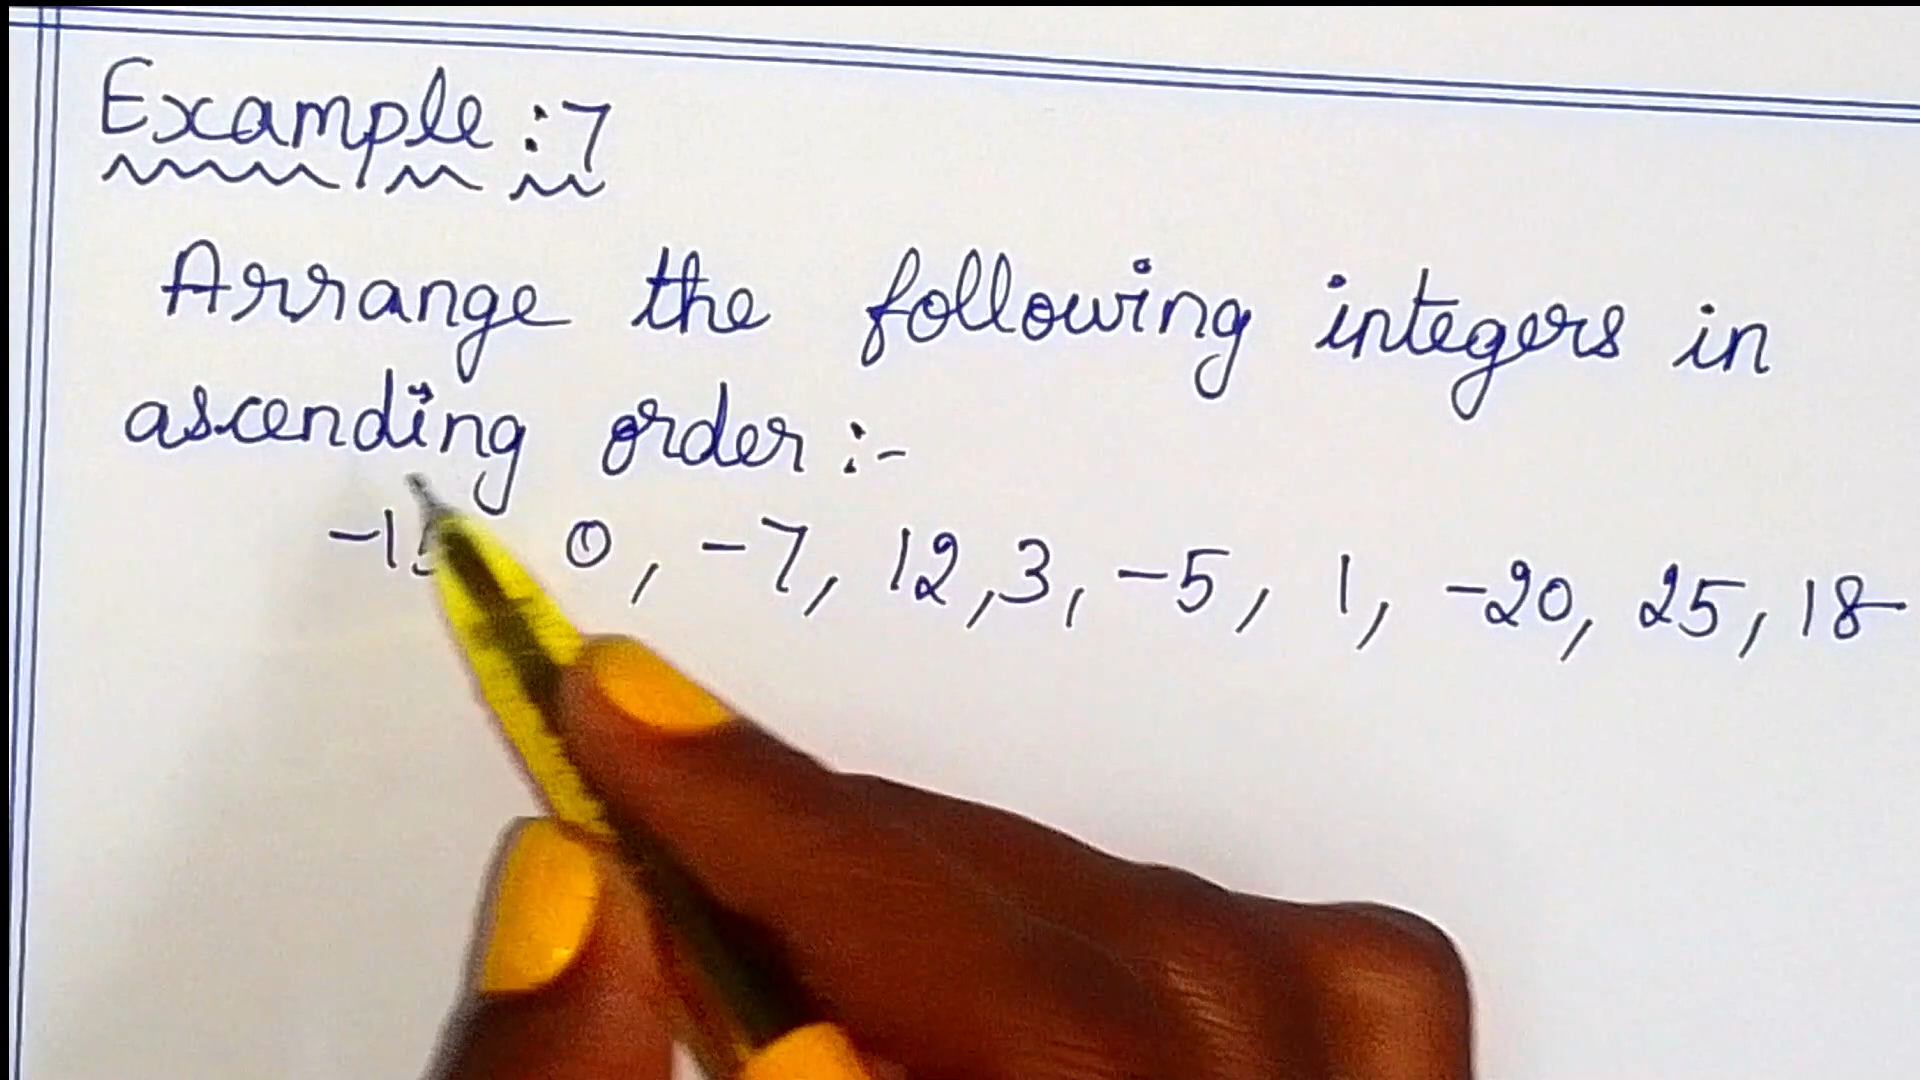 Example :7
Arrange the following integers in
ascending order :-
0, -7, 12, 3, -5, 1, -20, 25, 18